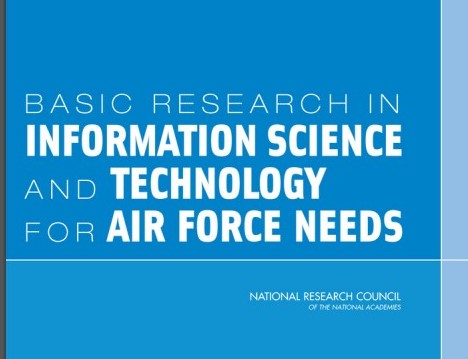 BASIC RESEARCH IN
INFORMATION SCIENCE
AND TECHNOLOGY
FOR AIR FORCE NEEDS
NATIONAL RESEARCH COUNCIL
OF THE NATIONAL ACADEMIES